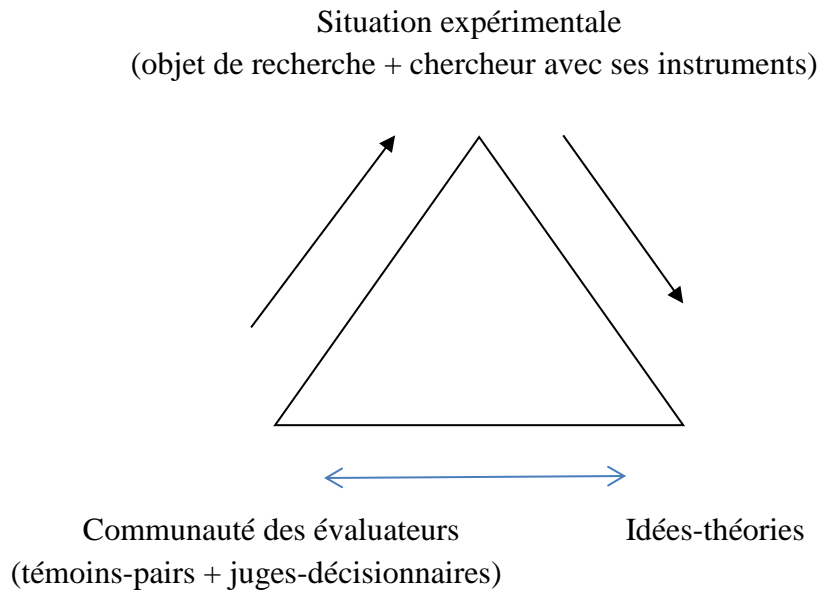 Situation expérimentale
(objet de recherche + chercheur avec ses instruments)
Communauté des évaluateurs
(témoins-pairs + juges-décisionnaires)
Idées-théories